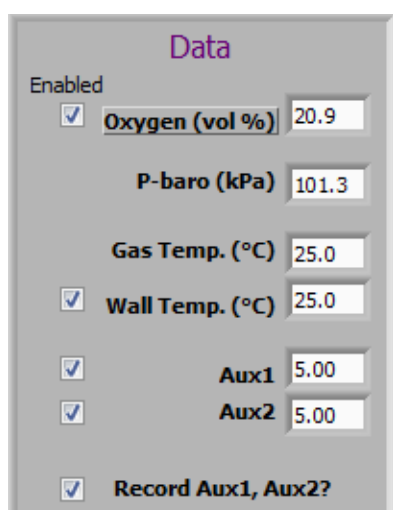 Data
Enabled
Oxygen (vol %) 20.9
P-baro (kPa) 101.3
Gas Temp. (°C) 25.0
Wall Temp. (°C) 25.0
Aux1 5.00
Aux2 5.00
Record Aux1, Aux2?